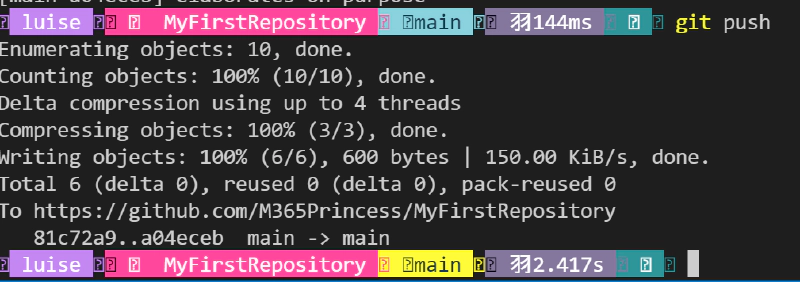 luise MyFirstRepository main 羽144ms git push
Enumerating objects: 10, done.
Counting objects: 100% (10/10), done.
Delta compression using up to 4 threads
Compressing objects: 100% (3/3), done.
Writing objects: 100% (6/6), 600 bytes | 150.00 KiB/s, done.
Total 6 (delta 0), reused 0 (delta 0), pack-reused 0
To https://github.com/M365Princess/MyFirstRepository
81c72a9..a04eceb main -> main
luise MyFirstRepository main 羽2.417s